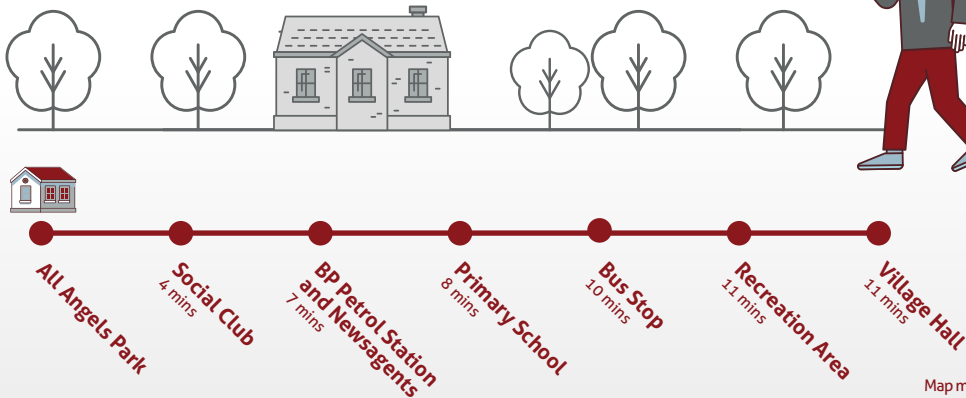 All Angels Park
Social Club
4 mins
BP Petrol Station
and Newsagents
7 mins
Primary School
8 mins
Bus Stop
10 mins
Recreation Area
11 mins
Village Hall
11 mins
Map